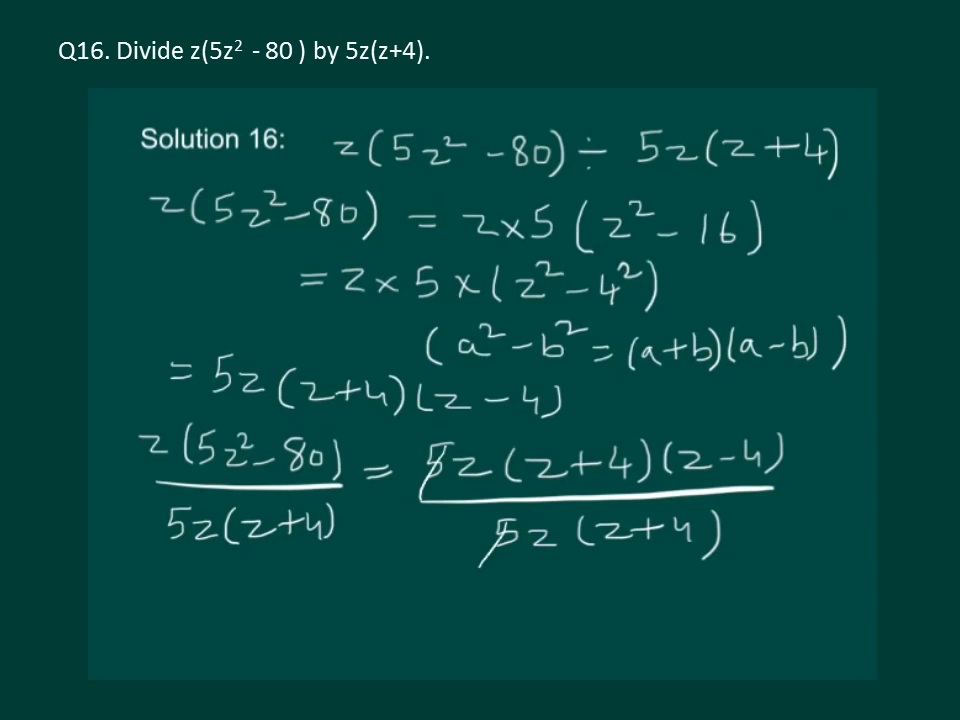 Q16. Divide z(5z² - 80 ) by 5z(z+4).
Solution 16: z(5z² - 80) ÷ 5z(z+4)
z(5z²-80) = z×5(z²-16)
= z×5×(z²-4²)
(a²-b² = (a+b)(a-b))
= 5z(z+4)(z-4)
z(5z²-80) = 5z(z+4)(z-4)
5z(z+4) 5z(z+4)